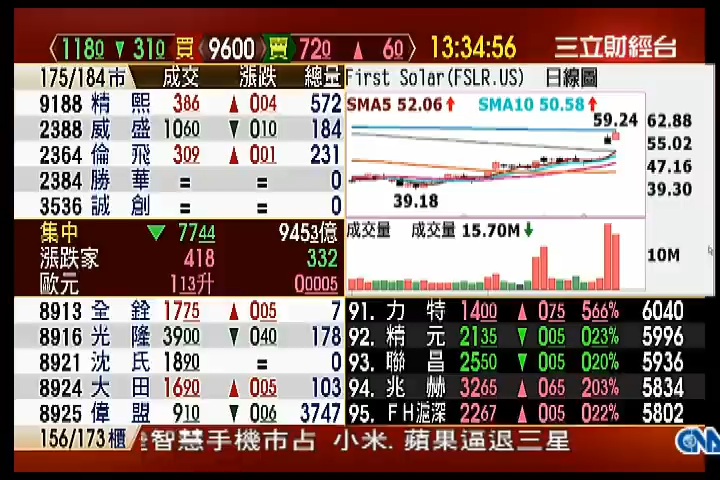 1180 ▼ 310 買 9600 賣 720 ▲ 60 13:34:56 三立財經台
175/184市 成交 漲跌 總量
9188 精熙 386 ▲ 004 572
2388 威盛 1060 ▼ 010 184
2364 倫飛 309 ▲ 001 231
2384 勝華 = = 0
3536 誠創 = = 0
集中 ▼ 7744 9453億
漲跌家 418 332
歐元 113升 00005
8913 全銓 1775 ▲ 005 7
8916 光隆 3900 ▼ 040 178
8921 沈氏 1890 = 0
8924 大田 1690 ▲ 005 103
8925 偉盟 910 ▼ 006 3747
First Solar(FSLR.US) 日線圖
SMA5 52.06↑ SMA10 50.58↑
59.24
39.18
62.88
55.02
47.16
39.30
成交量 成交量 15.70M↓
10M
91. 力特 1400 ▲ 075 566% 6040
92. 精元 2135 ▼ 005 023% 5996
93. 聯昌 2550 ▼ 005 020% 5936
94. 兆赫 3265 ▲ 065 203% 5834
95. FH滬深 2267 ▲ 005 022% 5802
156/173櫃 智慧手機市占 小米.蘋果逼退三星